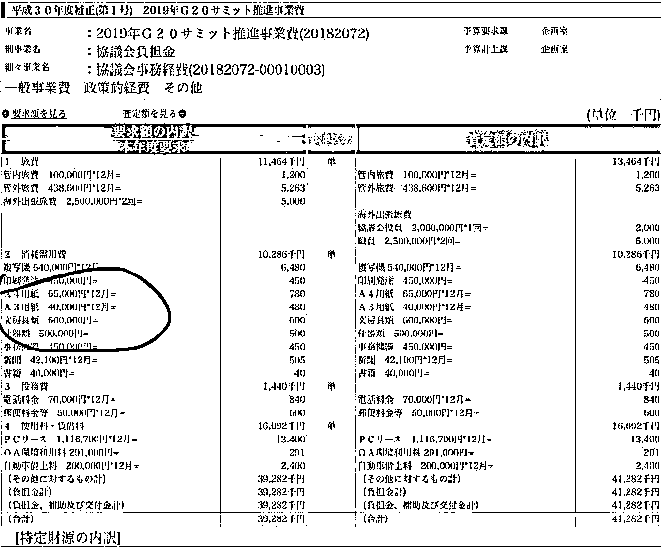 平成30年度補正(第1号) 2019年G20サミット推進事業費
事業名 : 2019年G20サミット推進事業費(20182072) 予算要求課 企画室
細事業名 : 協議会負担金 予算計上課 企画室
細々事業名 : 協議会事務経費(20182072-00010003)
一般事業費 政策的経費 その他
要求額を見る 査定額を見る (単位 千円)
要求額の内訳 査定額の内訳
本年度要求
1 旅費 11,464千円 単 13,464千円
管内旅費 100,000円*12月= 1,200 管内旅費 100,000円*12月= 1,200
管外旅費 438,600円*12月= 5,263 管外旅費 438,600円*12月= 5,263
海外出張旅費 2,500,000円*2回= 5,000
海外出張旅費
協議会役員 2,000,000円*1回= 2,000
職員 2,500,000円*2回= 5,000
2 消耗需用費 10,286千円 単 10,286千円
複写機 540,000円*12月= 6,480 複写機 540,000円*12月= 6,480
印刷発注 450,000円= 450 印刷発注 450,000円= 450
A4用紙 65,000円*12月= 780 A4用紙 65,000円*12月= 780
A3用紙 40,000円*12月= 480 A3用紙 40,000円*12月= 480
文房具類 600,000円= 600 文房具類 600,000円= 600
什器類 500,000円= 500 什器類 500,000円= 500
事務機器 450,000円= 450 事務機器 450,000円= 450
新聞 42,100円*12月= 505 新聞 42,100円*12月= 505
書籍 40,000円= 40 書籍 40,000円= 40
3 役務費 1,440千円 単 1,440千円
電話料金 70,000円*12月= 840 電話料金 70,000円*12月= 840
郵便料金等 50,000円*12月= 600 郵便料金等 50,000円*12月= 600
4 使用料・賃借料 16,092千円 単 16,092千円
PCリース 1,116,700円*12月= 13,400 PCリース 1,116,700円*12月= 13,400
OA環境利用料 291,000円= 291 OA環境利用料 291,000円= 291
自動車借上料 200,000円*12月= 2,400 自動車借上料 200,000円*12月= 2,400
(その他に対するもの計) 39,282千円 (その他に対するもの計) 41,282千円
(負担金計) 39,282千円 (負担金計) 41,282千円
(負担金、補助及び交付金計) 39,282千円 (負担金、補助及び交付金計) 41,282千円
(合計) 39,282千円 (合計) 41,282千円
[特定財源の内訳]